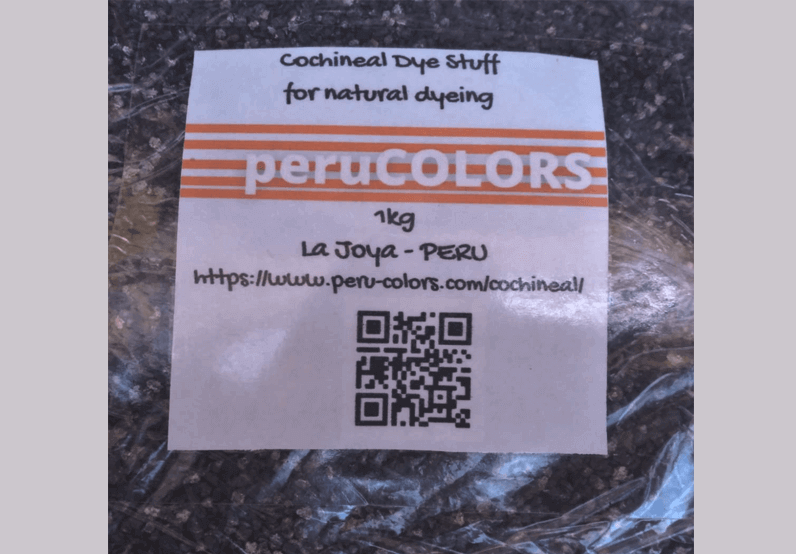 Cochineal Dye Stuff
for natural dyeing
peruCOLORS
1kg
La Joya - PERU
https://www.peru-colors.com/cochineal/